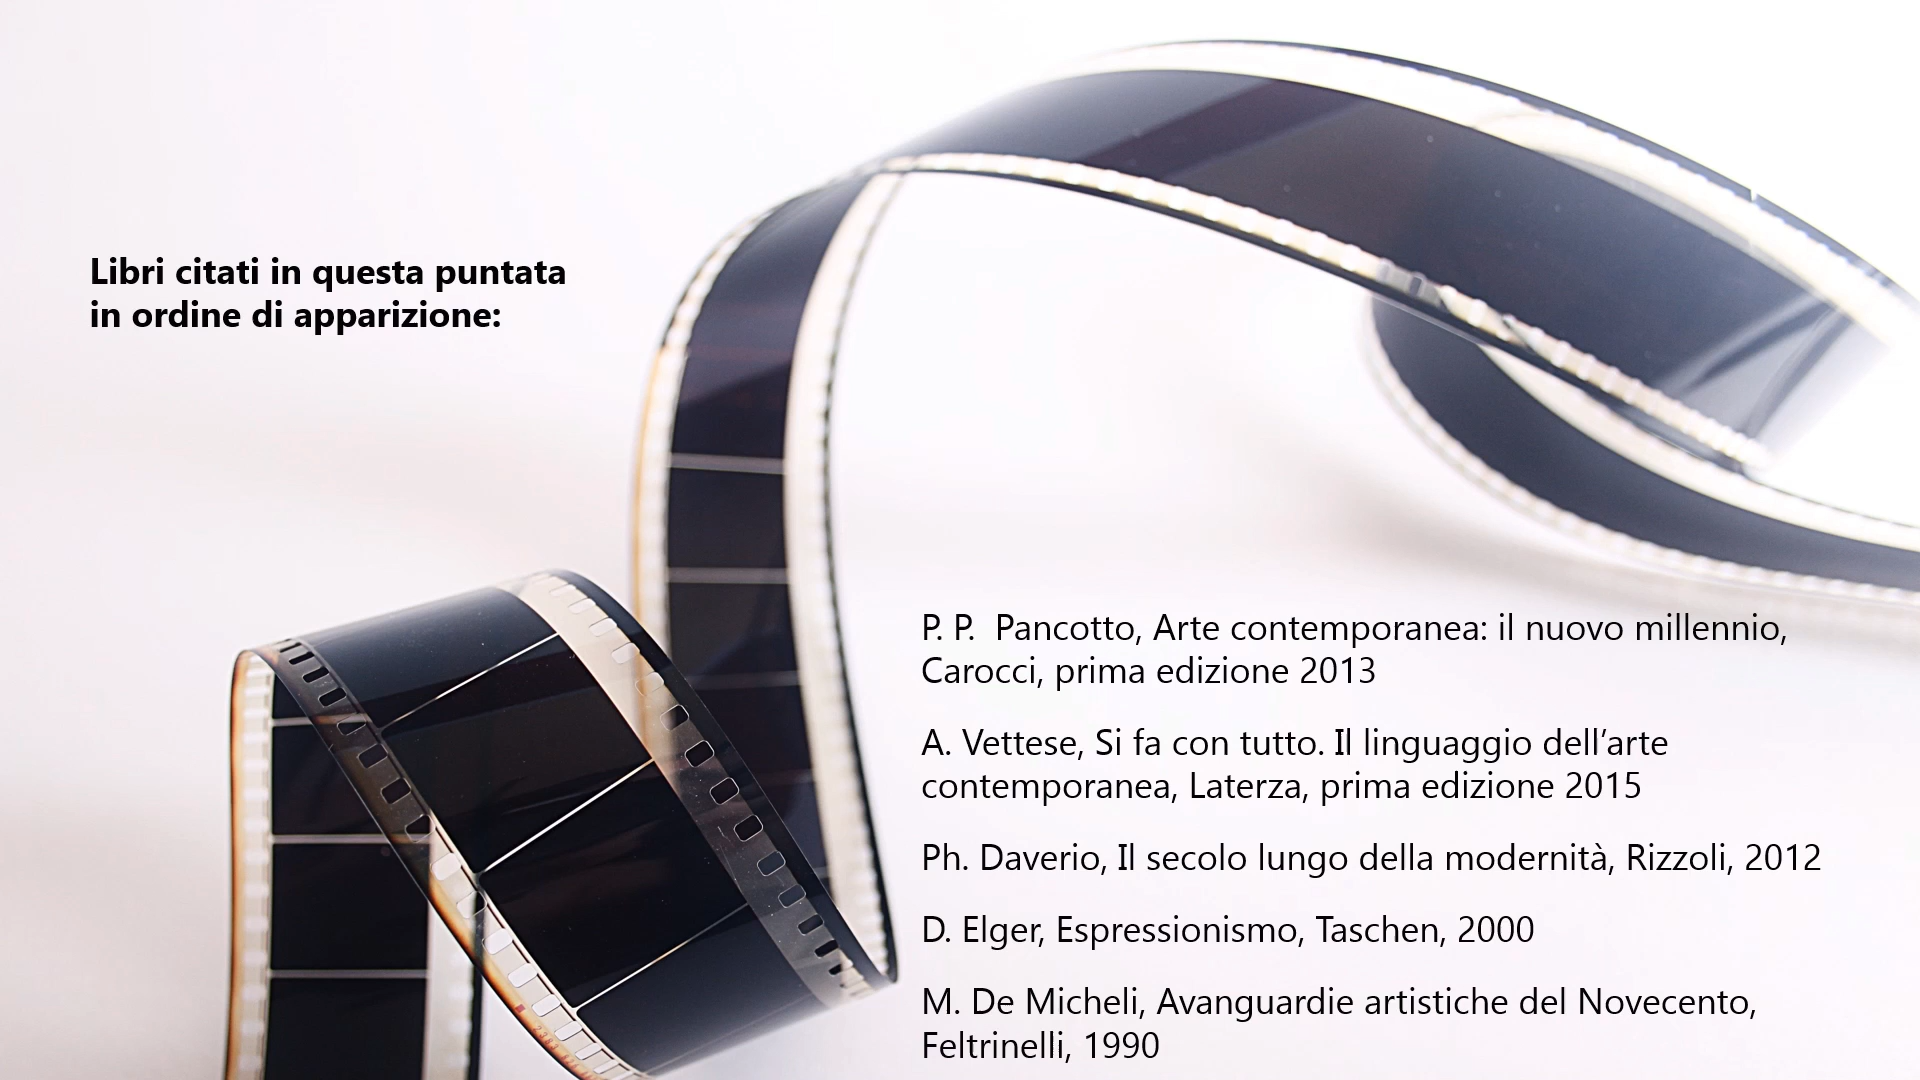 Libri citati in questa puntata
in ordine di apparizione:
P. P.  Pancotto, Arte contemporanea: il nuovo millennio,
Carocci, prima edizione 2013
A. Vettese, Si fa con tutto. Il linguaggio dell’arte
contemporanea, Laterza, prima edizione 2015
Ph. Daverio, Il secolo lungo della modernità, Rizzoli, 2012
D. Elger, Espressionismo, Taschen, 2000
M. De Micheli, Avanguardie artistiche del Novecento,
Feltrinelli, 1990